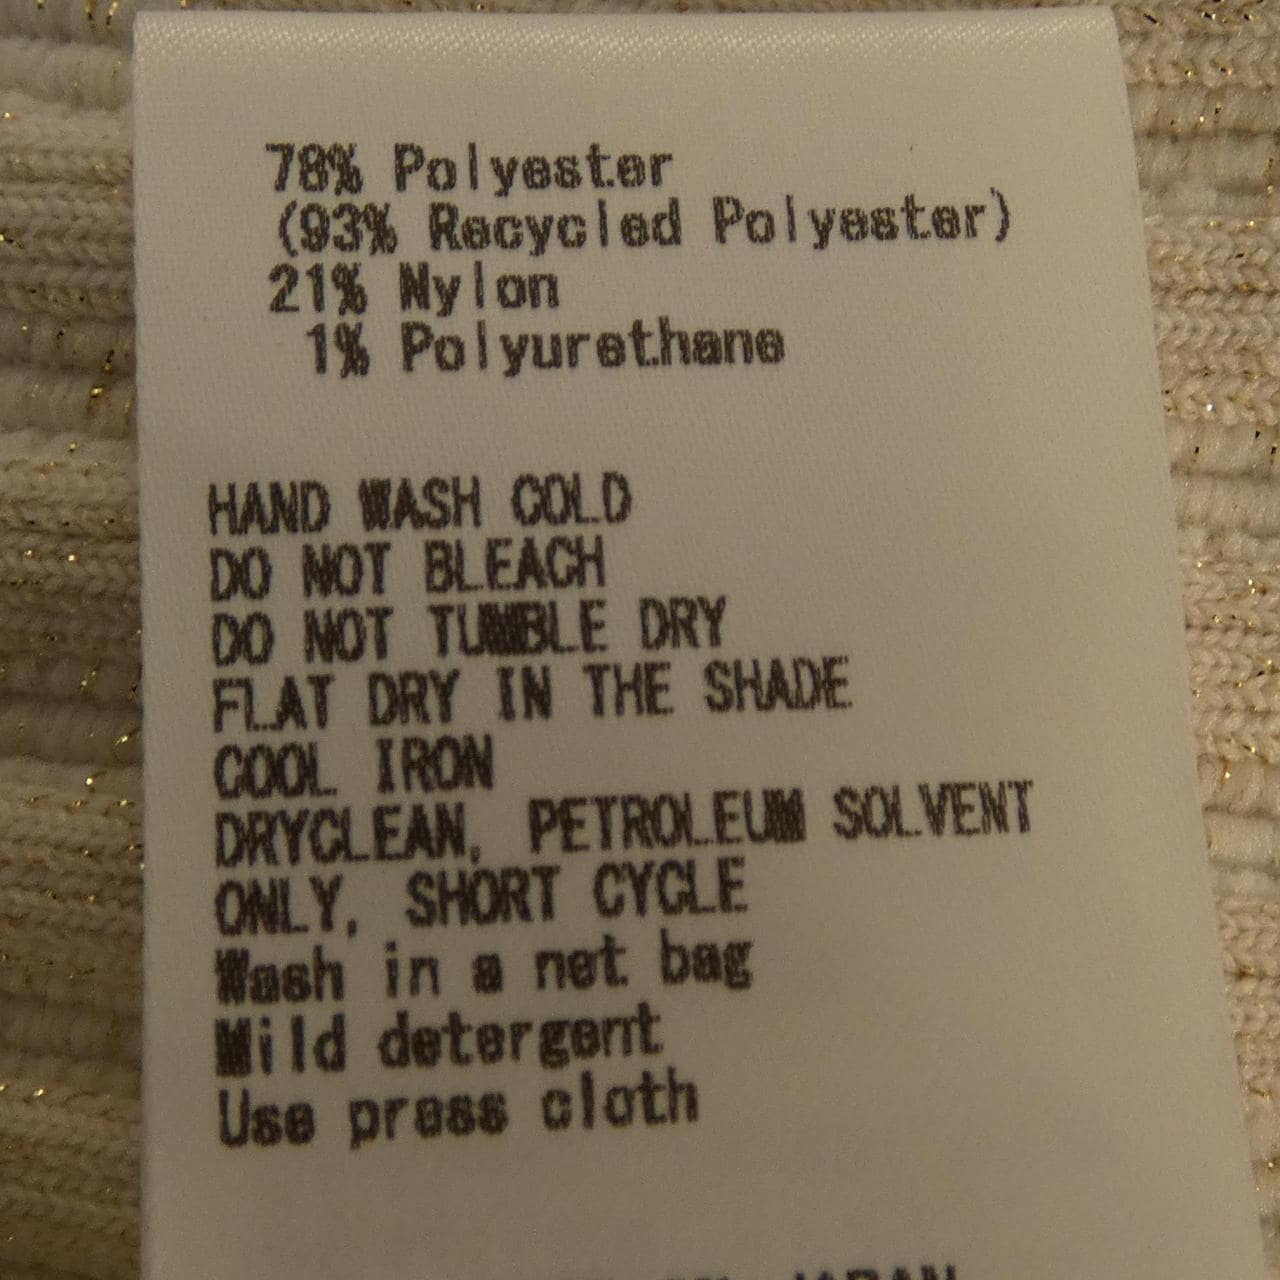 78% Polyester
(93% Recycled Polyester)
21% Nylon
1% Polyurethane
HAND WASH COLD
DO NOT BLEACH
DO NOT TUMBLE DRY
FLAT DRY IN THE SHADE
COOL IRON
DRYCLEAN, PETROLEUM SOLVENT
ONLY, SHORT CYCLE
Wash in a net bag
Mild detergent
Use press cloth
JAPAN